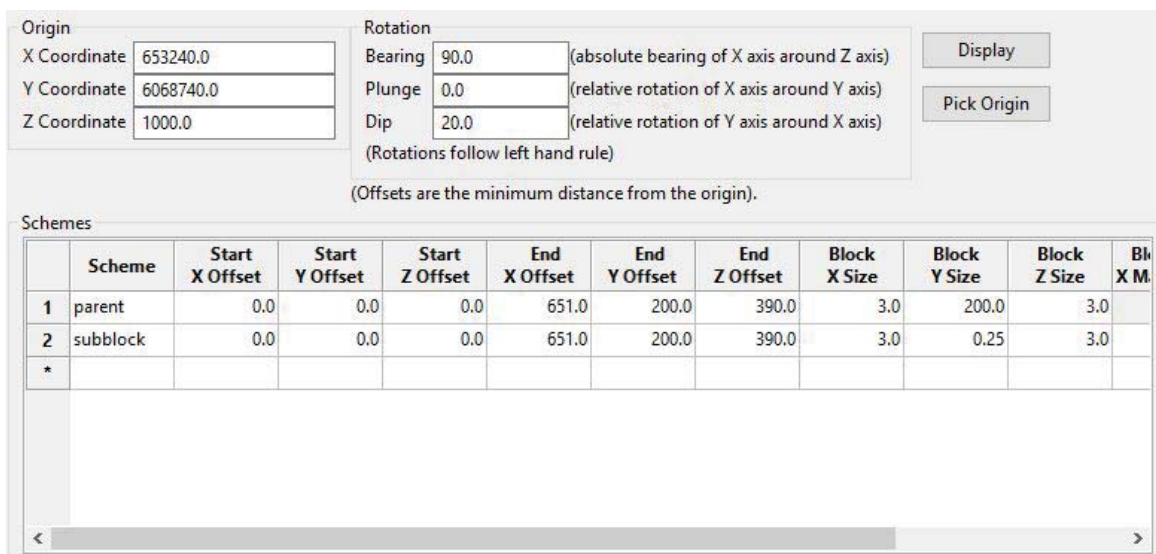 Origin
X Coordinate 653240.0
Y Coordinate 6068740.0
Z Coordinate 1000.0
Rotation
Bearing 90.0 (absolute bearing of X axis around Z axis)
Plunge 0.0 (relative rotation of X axis around Y axis)
Dip 20.0 (relative rotation of Y axis around X axis)
(Rotations follow left hand rule)
Display
Pick Origin
(Offsets are the minimum distance from the origin).
Schemes
Scheme Start X Offset Start Y Offset Start Z Offset End X Offset End Y Offset End Z Offset Block X Size Block Y Size Block Z Size
1 parent 0.0 0.0 0.0 651.0 200.0 390.0 3.0 200.0 3.0
2 subblock 0.0 0.0 0.0 651.0 200.0 390.0 3.0 0.25 3.0
*